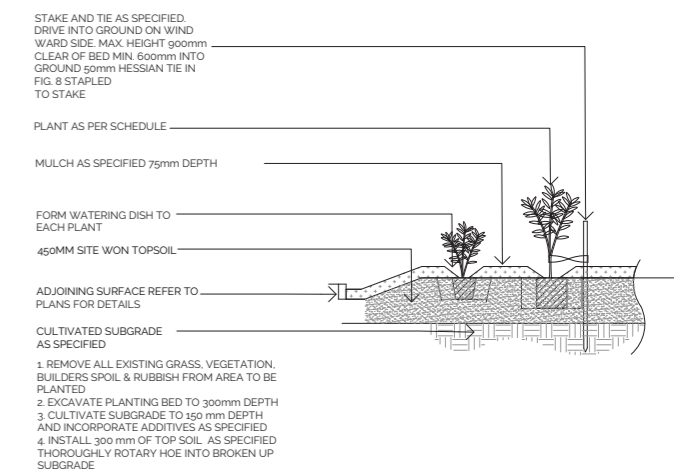 STAKE AND TIE AS SPECIFIED.
DRIVE INTO GROUND ON WIND
WARD SIDE. MAX. HEIGHT 900mm
CLEAR OF BED MIN. 600mm INTO
GROUND 50mm HESSIAN TIE IN
FIG. 8 STAPLED
TO STAKE
PLANT AS PER SCHEDULE
MULCH AS SPECIFIED 75mm DEPTH
FORM WATERING DISH TO
EACH PLANT
450MM SITE WON TOPSOIL
ADJOINING SURFACE REFER TO
PLANS FOR DETAILS
CULTIVATED SUBGRADE
AS SPECIFIED
1. REMOVE ALL EXISTING GRASS, VEGETATION,
BUILDERS SPOIL & RUBBISH FROM AREA TO BE
PLANTED
2. EXCAVATE PLANTING BED TO 300mm DEPTH
3. CULTIVATE SUBGRADE TO 150 mm DEPTH
AND INCORPORATE ADDITIVES AS SPECIFIED
4. INSTALL 300 mm OF TOP SOIL AS SPECIFIED
THOROUGHLY ROTARY HOE INTO BROKEN UP
SUBGRADE